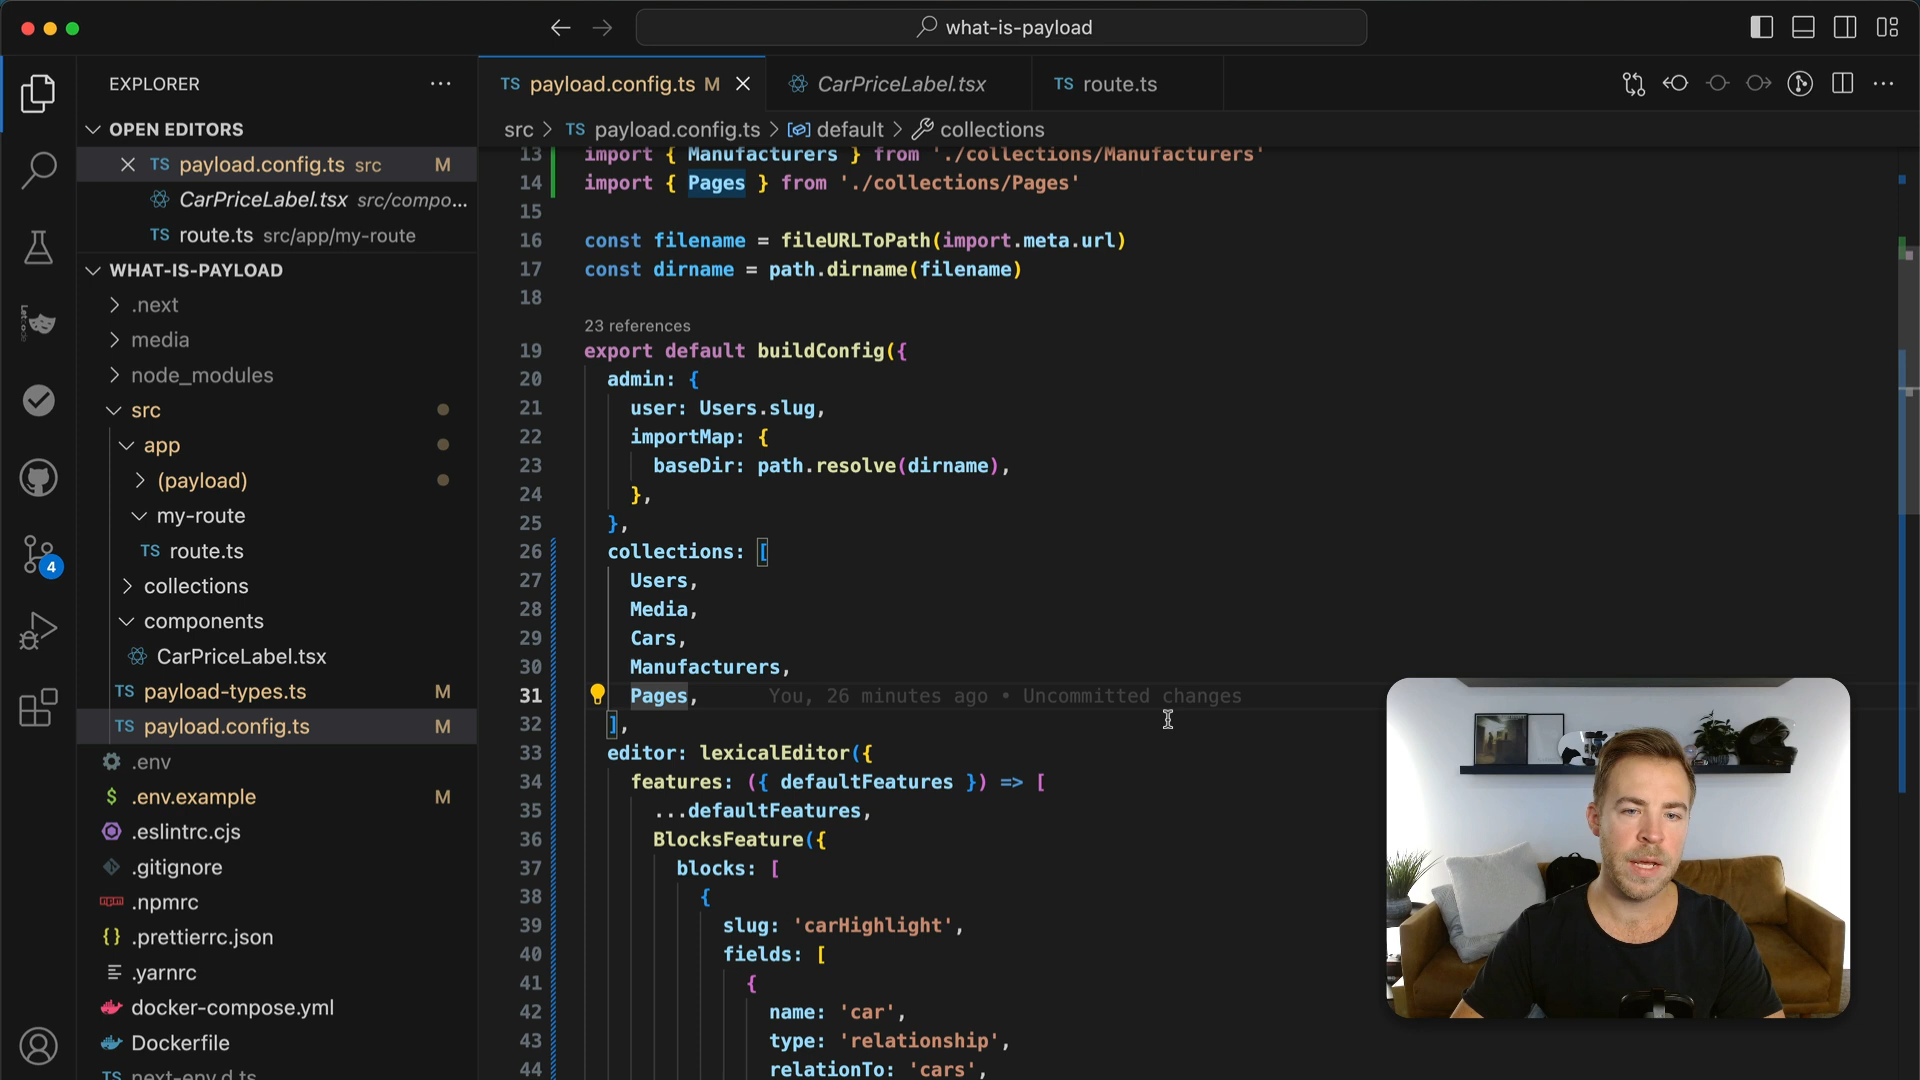 what-is-payload
EXPLORER
OPEN EDITORS
TS payload.config.ts src M
CarPriceLabel.tsx src/compo...
TS route.ts src/app/my-route
WHAT-IS-PAYLOAD
.next
media
node_modules
src
app
(payload)
my-route
TS route.ts
collections
components
CarPriceLabel.tsx
TS payload-types.ts M
TS payload.config.ts M
.env
$ .env.example M
.eslintrc.cjs
.gitignore
.npmrc
{} .prettierrc.json
.yarnrc
docker-compose.yml
Dockerfile
TS next-env.d.ts
4
TS payload.config.ts M
CarPriceLabel.tsx
TS route.ts
src > TS payload.config.ts > default > collections
13 import { Manufacturers } from './collections/Manufacturers'
14 import { Pages } from './collections/Pages'
15
16 const filename = fileURLToPath(import.meta.url)
17 const dirname = path.dirname(filename)
18
23 references
19 export default buildConfig({
20 admin: {
21 user: Users.slug,
22 importMap: {
23 baseDir: path.resolve(dirname),
24 },
25 },
26 collections: [
27 Users,
28 Media,
29 Cars,
30 Manufacturers,
31 Pages, You, 26 minutes ago • Uncommitted changes
32 ],
33 editor: lexicalEditor({
34 features: ({ defaultFeatures }) => [
35 ...defaultFeatures,
36 BlocksFeature({
37 blocks: [
38 {
39 slug: 'carHighlight',
40 fields: [
41 {
42 name: 'car',
43 type: 'relationship',
44 relationTo: 'cars',